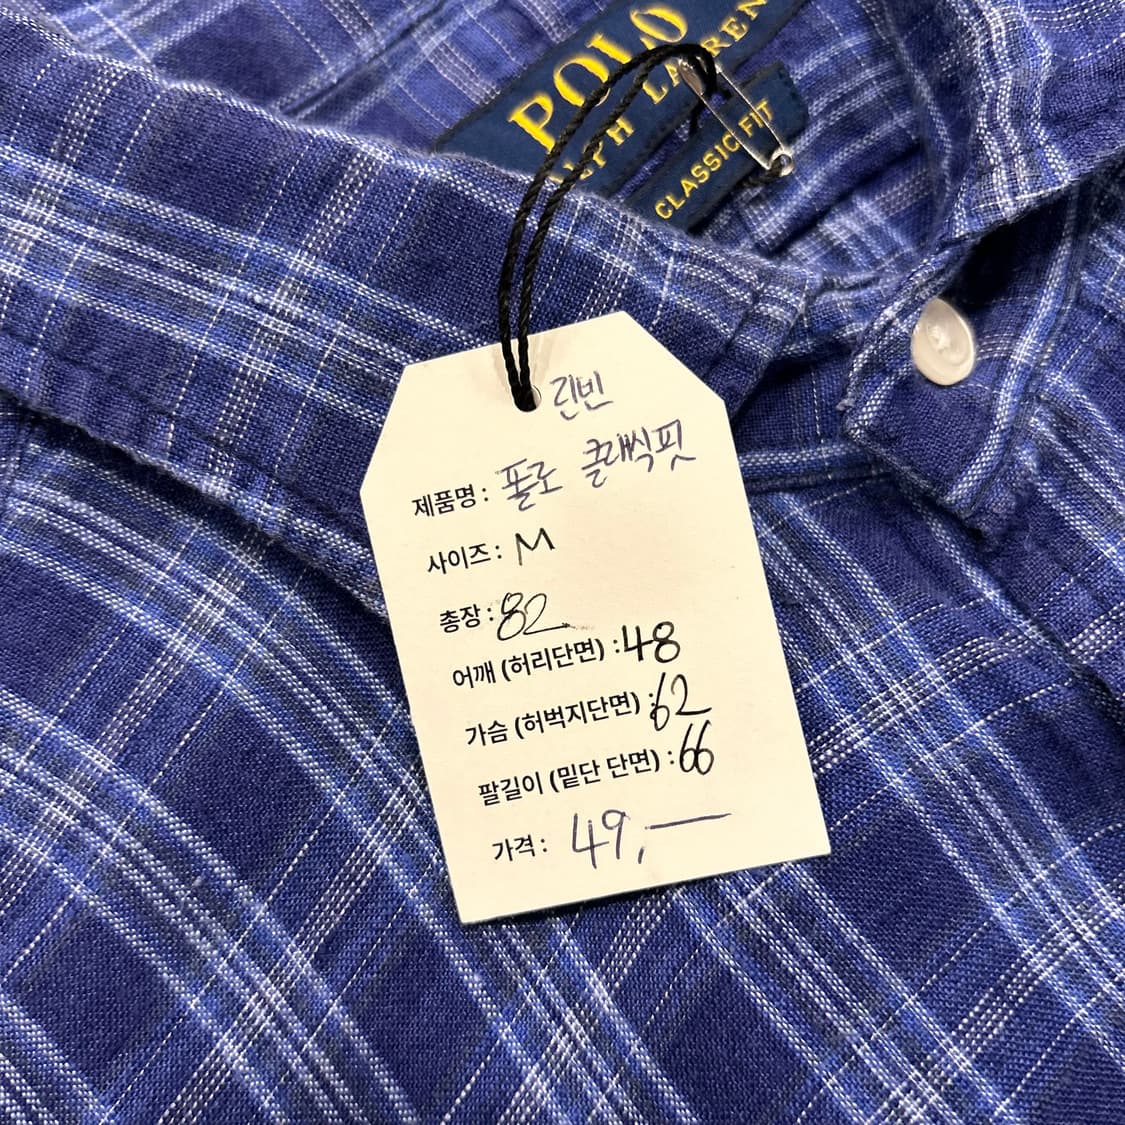 POLO
RALPH LAUREN
CLASSIC FIT
린넨
제품명 : 폴로 클래식핏
사이즈 : M
총장 : 82
어깨 (허리단면) : 48
가슴 (허벅지단면) : 62
팔길이 (밑단 단면) : 66
가격 : 49,—